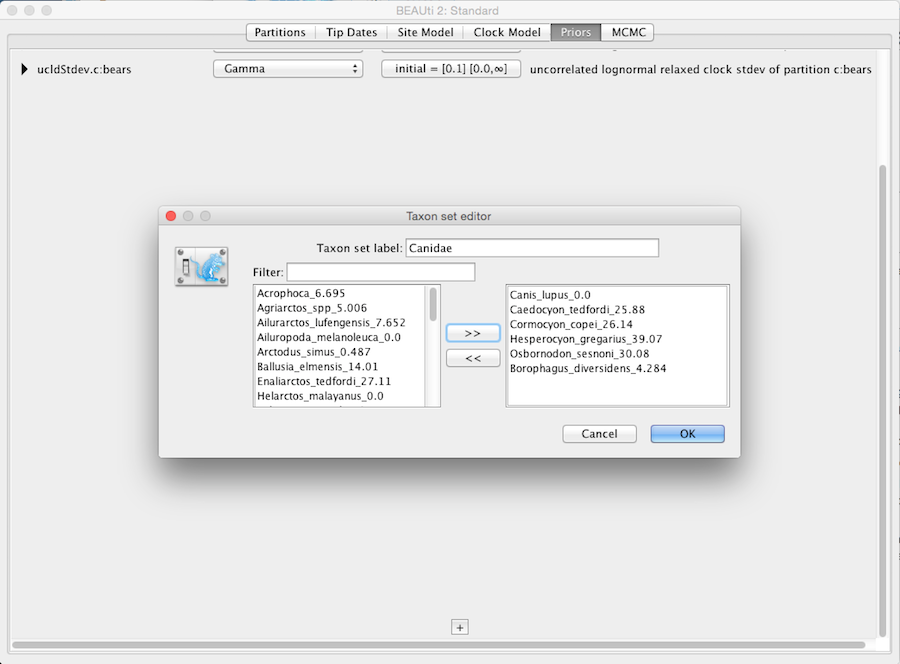 BEAUti 2: Standard
Partitions Tip Dates Site Model Clock Model Priors MCMC
ucldStdev.c:bears Gamma initial = [0.1] [0.0,∞] uncorrelated lognormal relaxed clock stdev of partition c:bears
Taxon set editor
Taxon set label: Canidae
Filter:
Acrophoca_6.695
Agriarctos_spp_5.006
Ailurarctos_lufengensis_7.652
Ailuropoda_melanoleuca_0.0
Arctodus_simus_0.487
Ballusia_elmensis_14.01
Enaliarctos_tedfordi_27.11
Helarctos_malayanus_0.0
>>
<<
Canis_lupus_0.0
Caedocyon_tedfordi_25.88
Cormocyon_copei_26.14
Hesperocyon_gregarius_39.07
Osbornodon_sesnoni_30.08
Borophagus_diversidens_4.284
Cancel OK
+